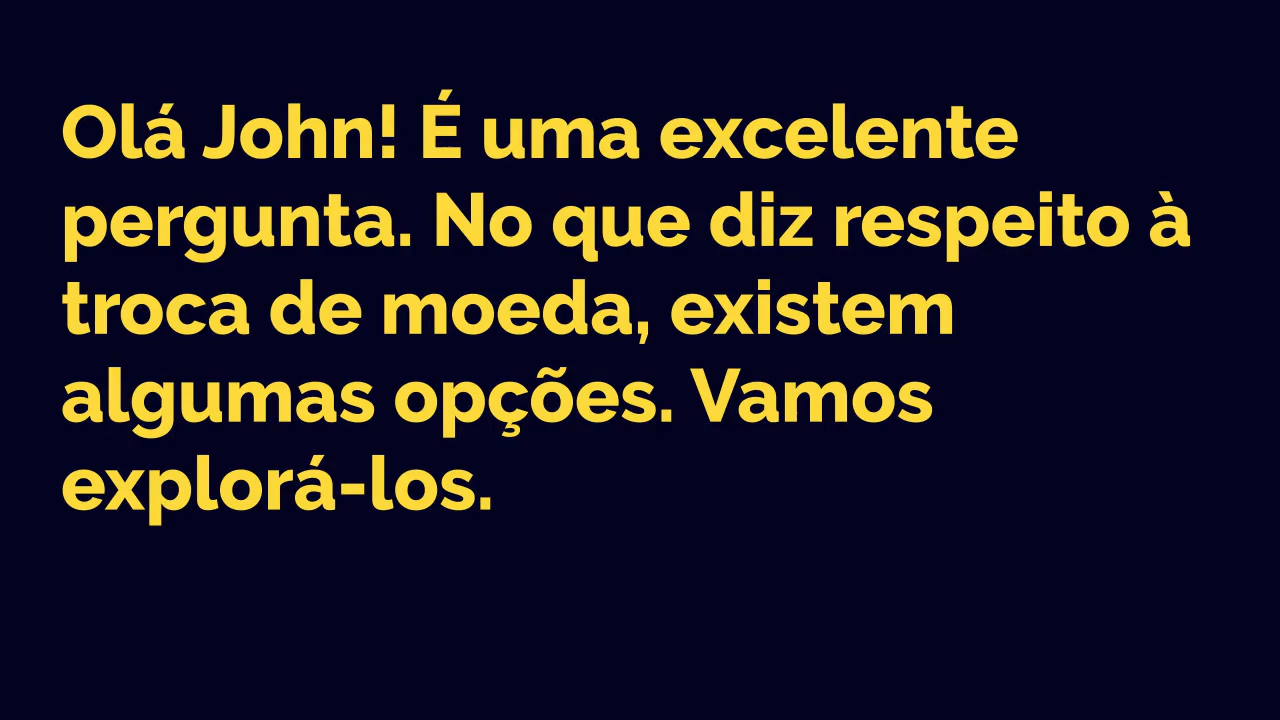 Olá John! É uma excelente
pergunta. No que diz respeito à
troca de moeda, existem
algumas opções. Vamos
explorá-los.